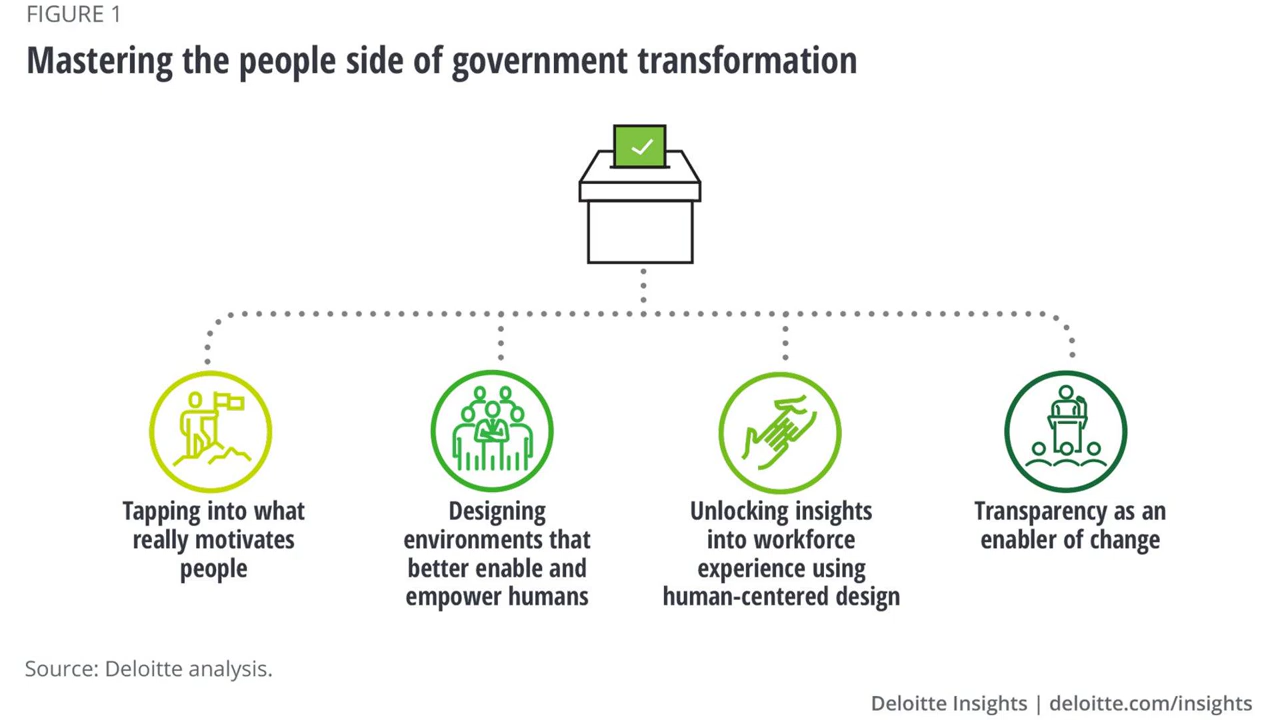 FIGURE 1
Mastering the people side of government transformation
Tapping into what
really motivates
people
Designing
environments that
better enable and
empower humans
Unlocking insights
into workforce
experience using
human-centered design
Transparency as an
enabler of change
Source: Deloitte analysis.
Deloitte Insights | deloitte.com/insights